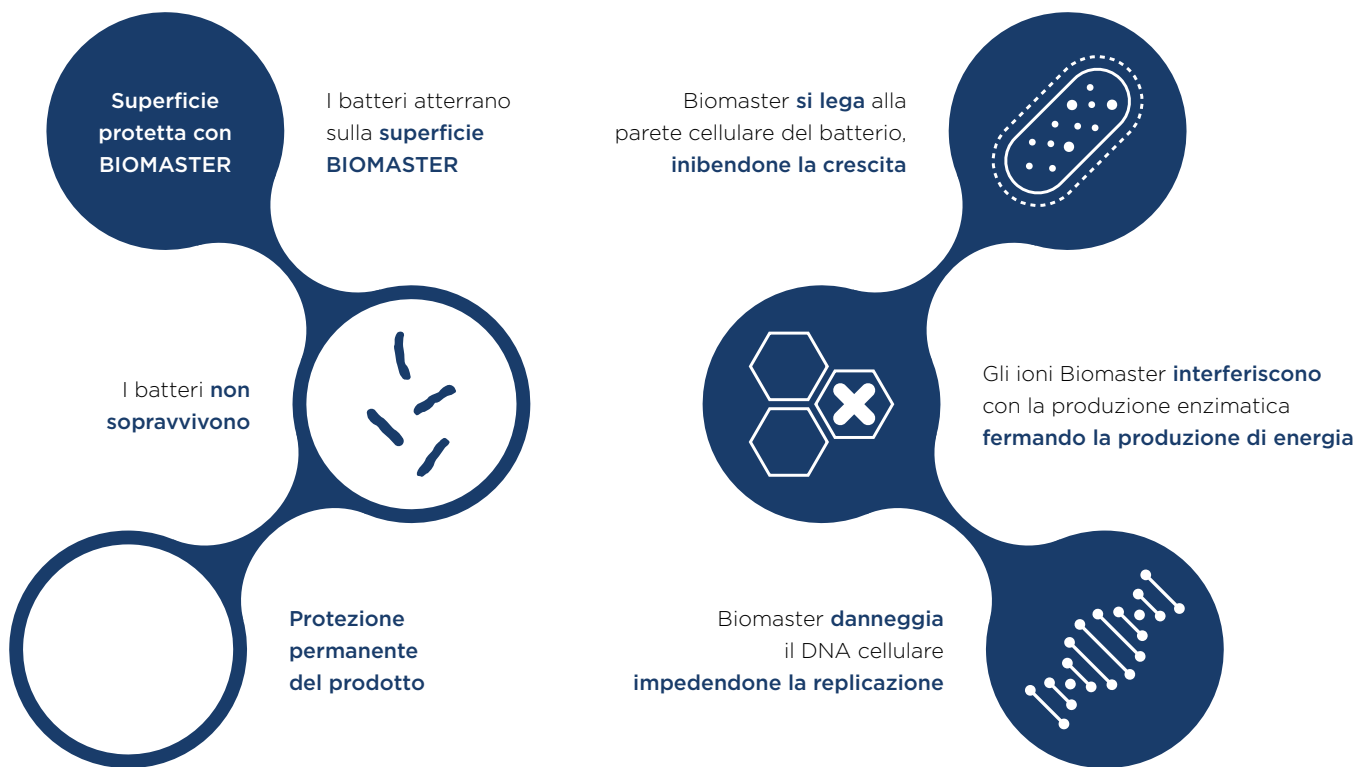 Superficie
protetta con
BIOMASTER
I batteri atterrano
sulla superficie
BIOMASTER
I batteri non
sopravvivono
Protezione
permanente
del prodotto
Biomaster si lega alla
parete cellulare del batterio,
inibendone la crescita
Gli ioni Biomaster interferiscono
con la produzione enzimatica
fermando la produzione di energia
Biomaster danneggia
il DNA cellulare
impedendone la replicazione